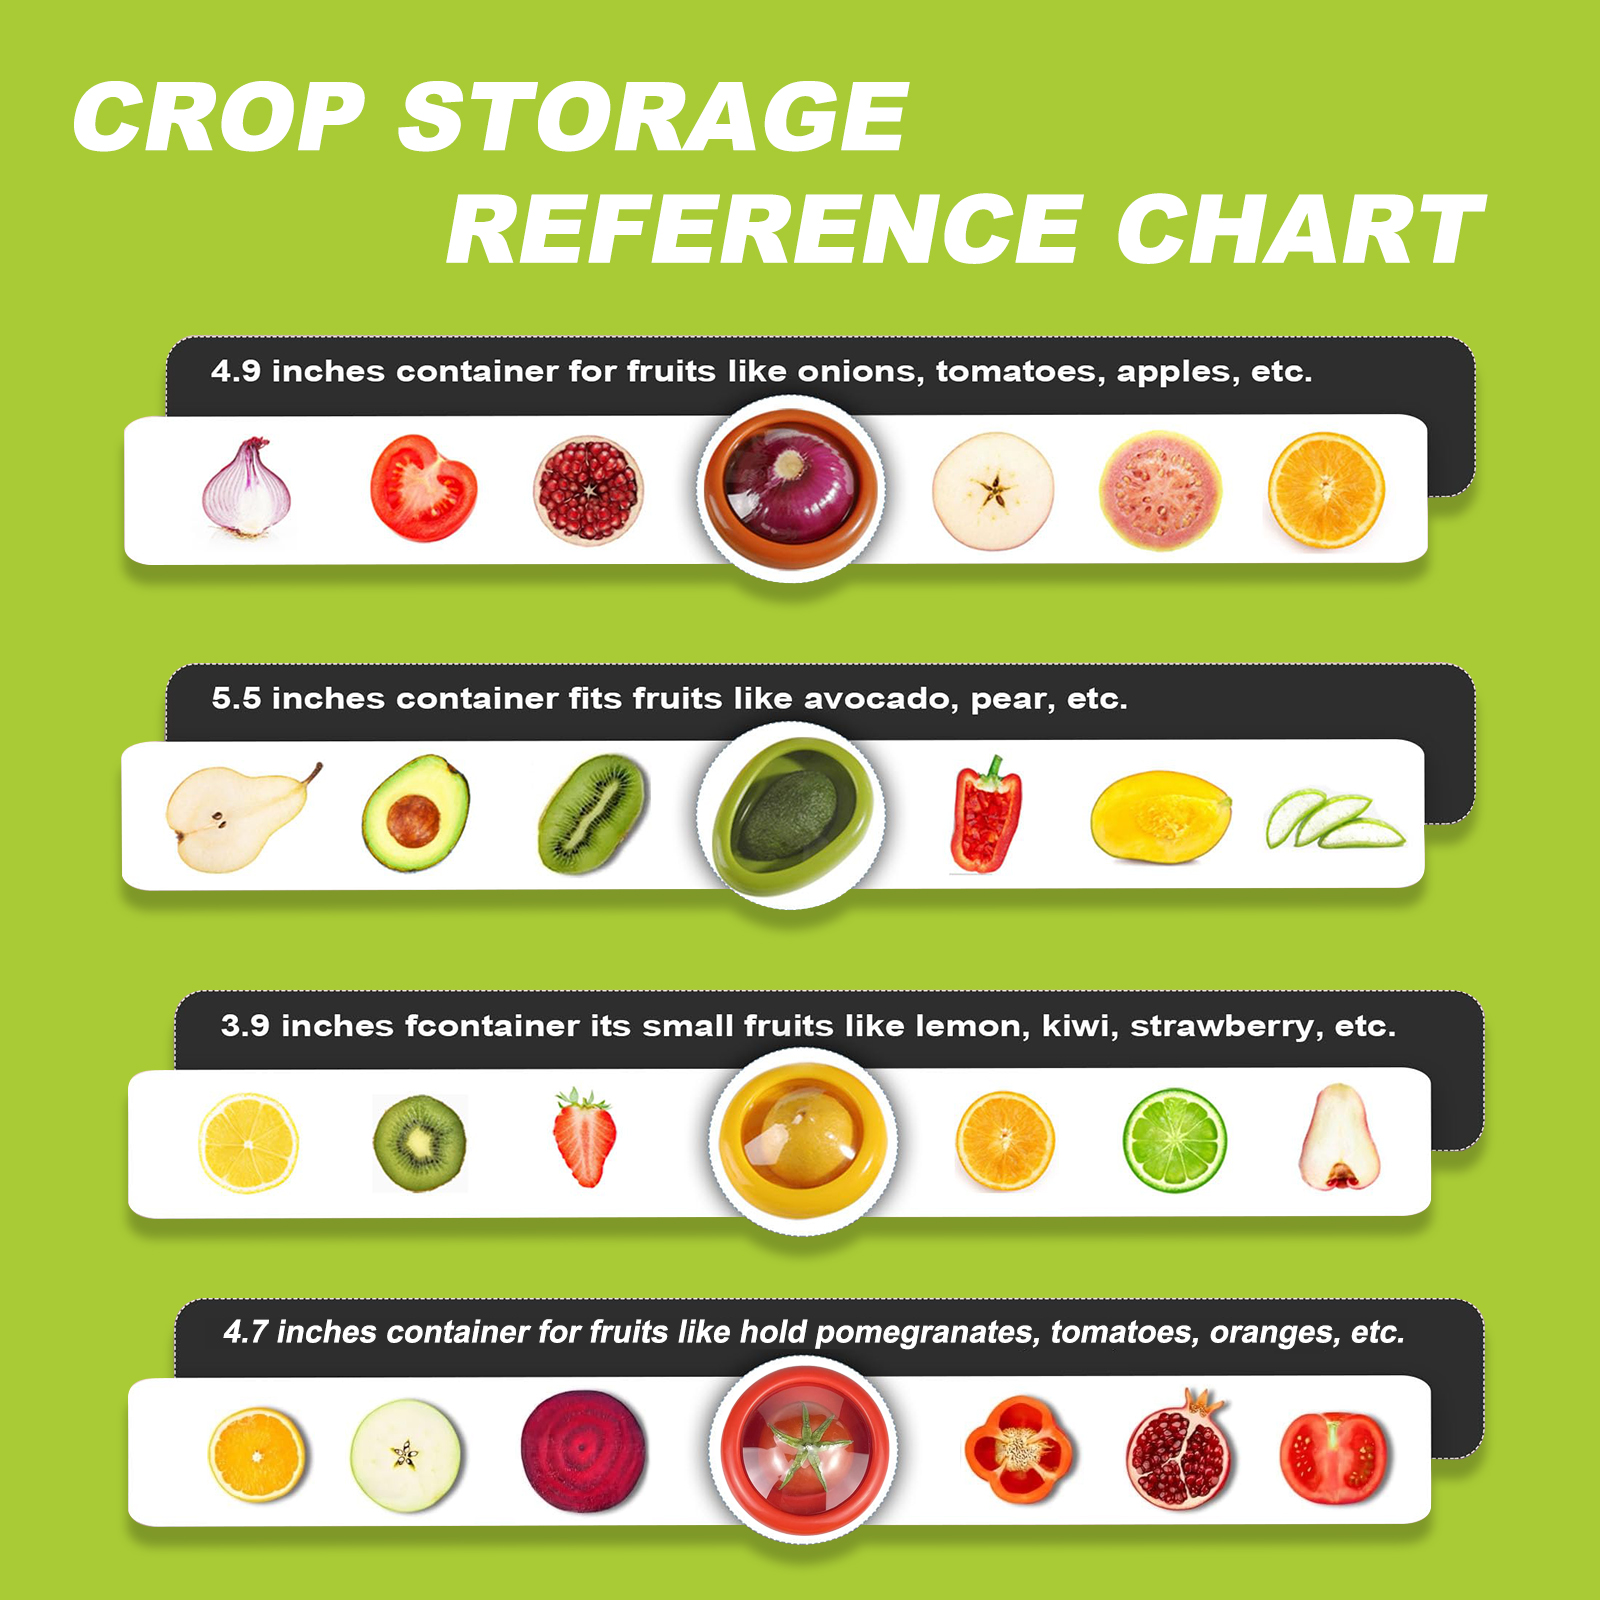 CROP STORAGE
REFERENCE CHART
4.9 inches container for fruits like onions, tomatoes, apples, etc.
5.5 inches container fits fruits like avocado, pear, etc.
3.9 inches fcontainer its small fruits like lemon, kiwi, strawberry, etc.
4.7 inches container for fruits like hold pomegranates, tomatoes, oranges, etc.